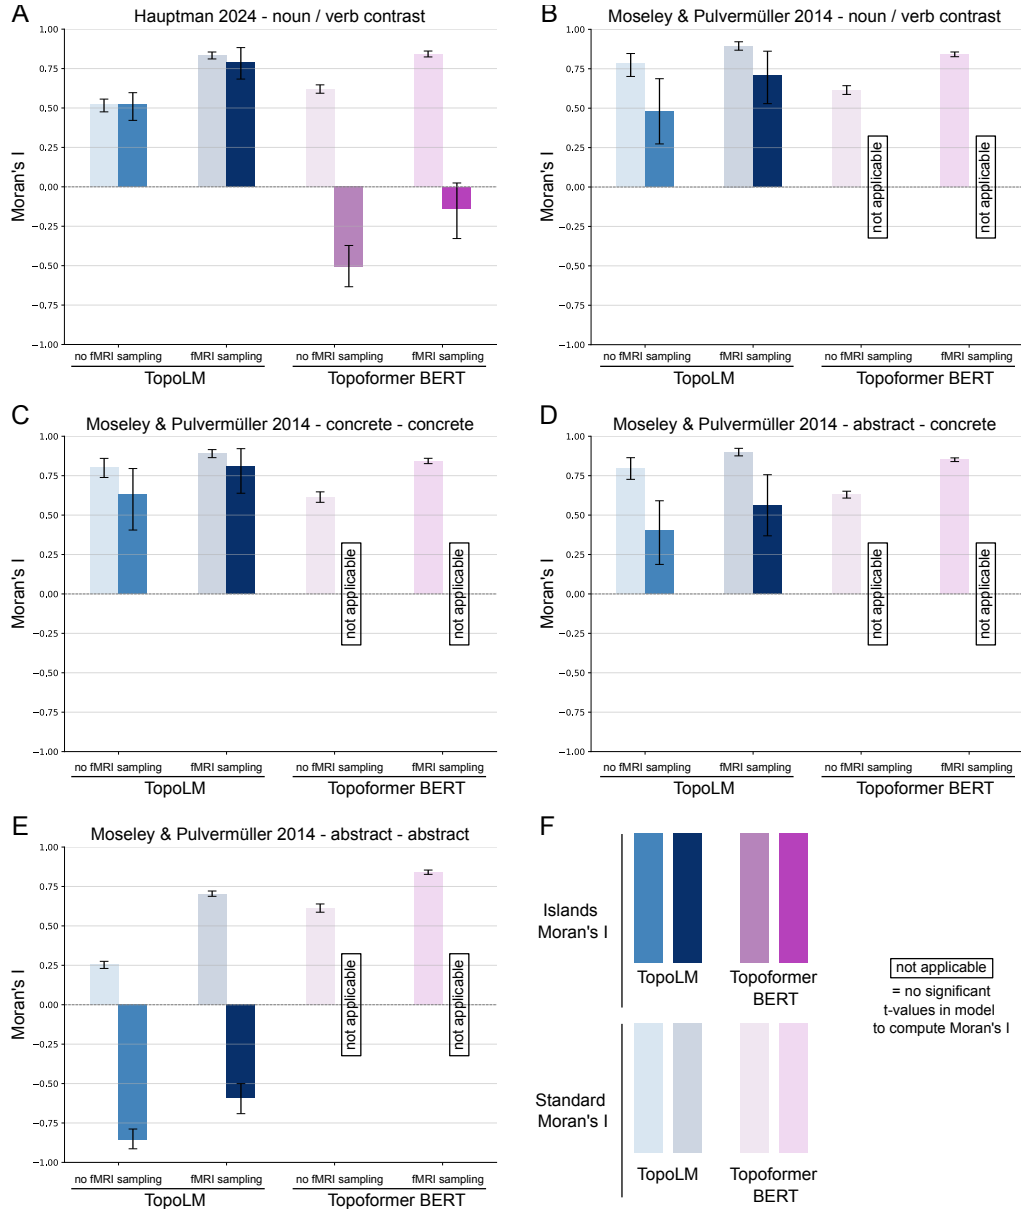 A
Hauptman 2024 - noun / verb contrast
Moran's I
1.00
0.75
0.50
0.25
0.00
−0.25
−0.50
−0.75
−1.00
no fMRI sampling
fMRI sampling
no fMRI sampling
fMRI sampling
TopoLM
Topoformer BERT
B
Moseley & Pulvermüller 2014 - noun / verb contrast
Moran's I
1.00
0.75
0.50
0.25
0.00
−0.25
−0.50
−0.75
−1.00
not applicable
not applicable
no fMRI sampling
fMRI sampling
no fMRI sampling
fMRI sampling
TopoLM
Topoformer BERT
C
Moseley & Pulvermüller 2014 - concrete - concrete
Moran's I
1.00
0.75
0.50
0.25
0.00
−0.25
−0.50
−0.75
−1.00
not applicable
not applicable
no fMRI sampling
fMRI sampling
no fMRI sampling
fMRI sampling
TopoLM
Topoformer BERT
D
Moseley & Pulvermüller 2014 - abstract - concrete
Moran's I
1.00
0.75
0.50
0.25
0.00
−0.25
−0.50
−0.75
−1.00
not applicable
not applicable
no fMRI sampling
fMRI sampling
no fMRI sampling
fMRI sampling
TopoLM
Topoformer BERT
E
Moseley & Pulvermüller 2014 - abstract - abstract
Moran's I
1.00
0.75
0.50
0.25
0.00
−0.25
−0.50
−0.75
−1.00
not applicable
not applicable
no fMRI sampling
fMRI sampling
no fMRI sampling
fMRI sampling
TopoLM
Topoformer BERT
F
Islands
Moran's I
TopoLM
Topoformer
BERT
Standard
Moran's I
TopoLM
Topoformer
BERT
not applicable
= no significant
t-values in model
to compute Moran's I